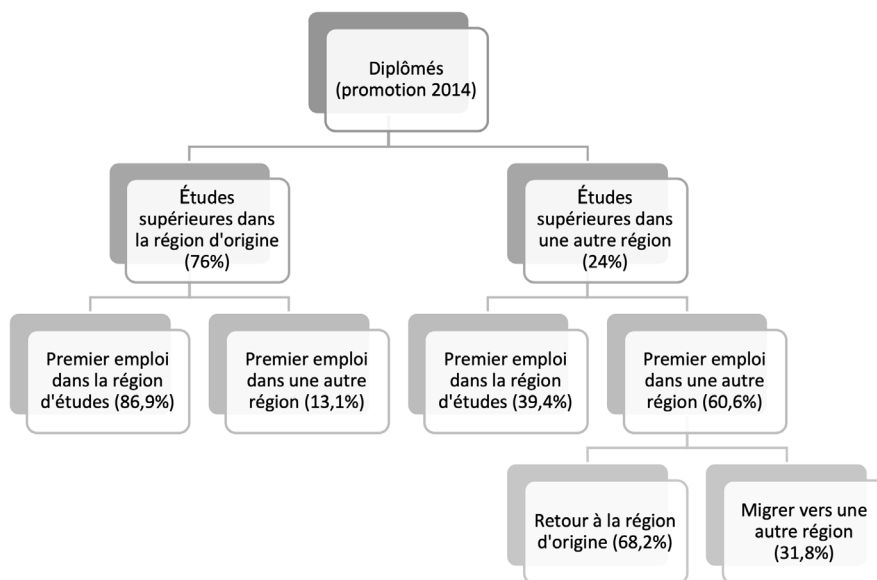 Diplômés
(promotion 2014)
Études
supérieures dans
la région d'origine
(76%)
Études
supérieures dans
une autre région
(24%)
Premier emploi
dans la région
d'études (86,9%)
Premier emploi
dans une autre
région (13,1%)
Premier emploi
dans la région
d'études (39,4%)
Premier emploi
dans une autre
région (60,6%)
Retour à la région
d'origine (68,2%)
Migrer vers une
autre région
(31,8%)